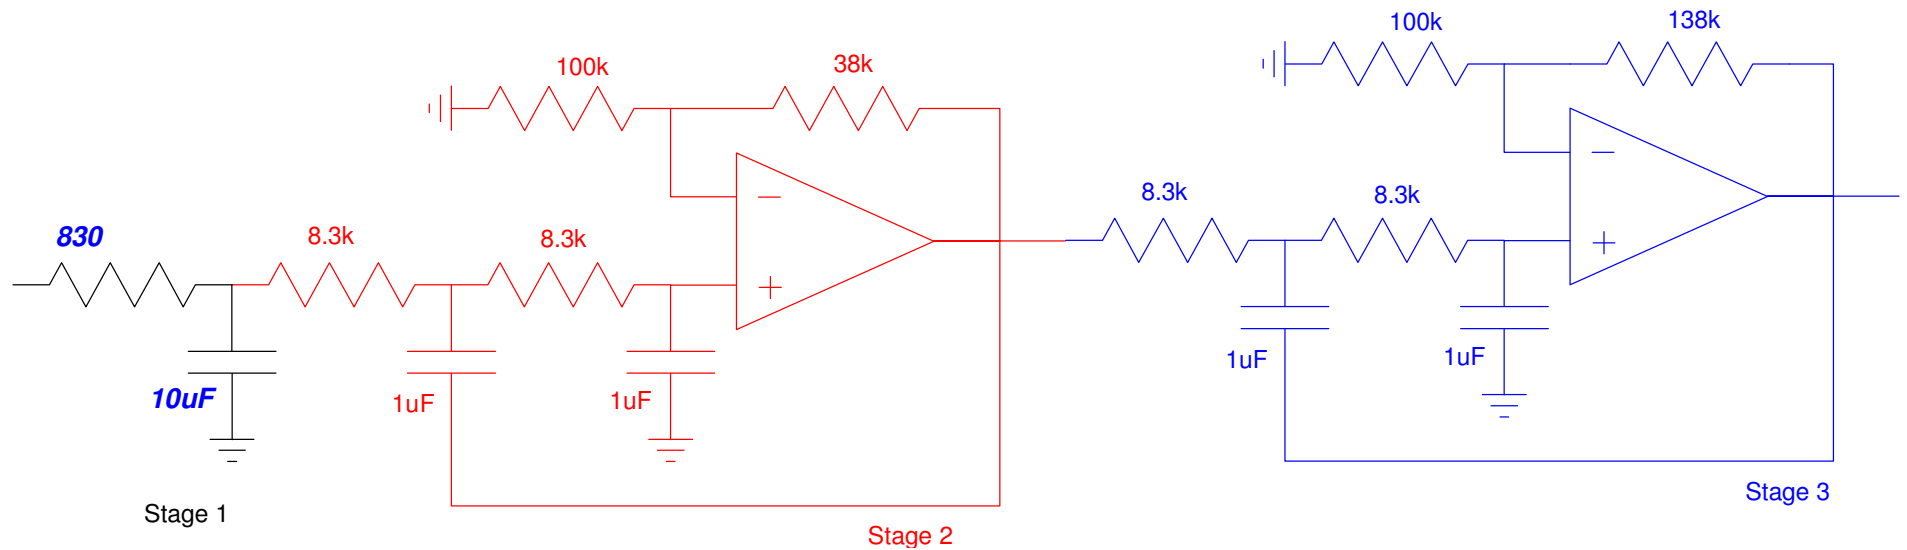 100k
138k
100k
38k
8.3k
8.3k
830
8.3k
8.3k
−
+
−
+
10uF
1uF
1uF
1uF
1uF
Stage 1
Stage 2
Stage 3